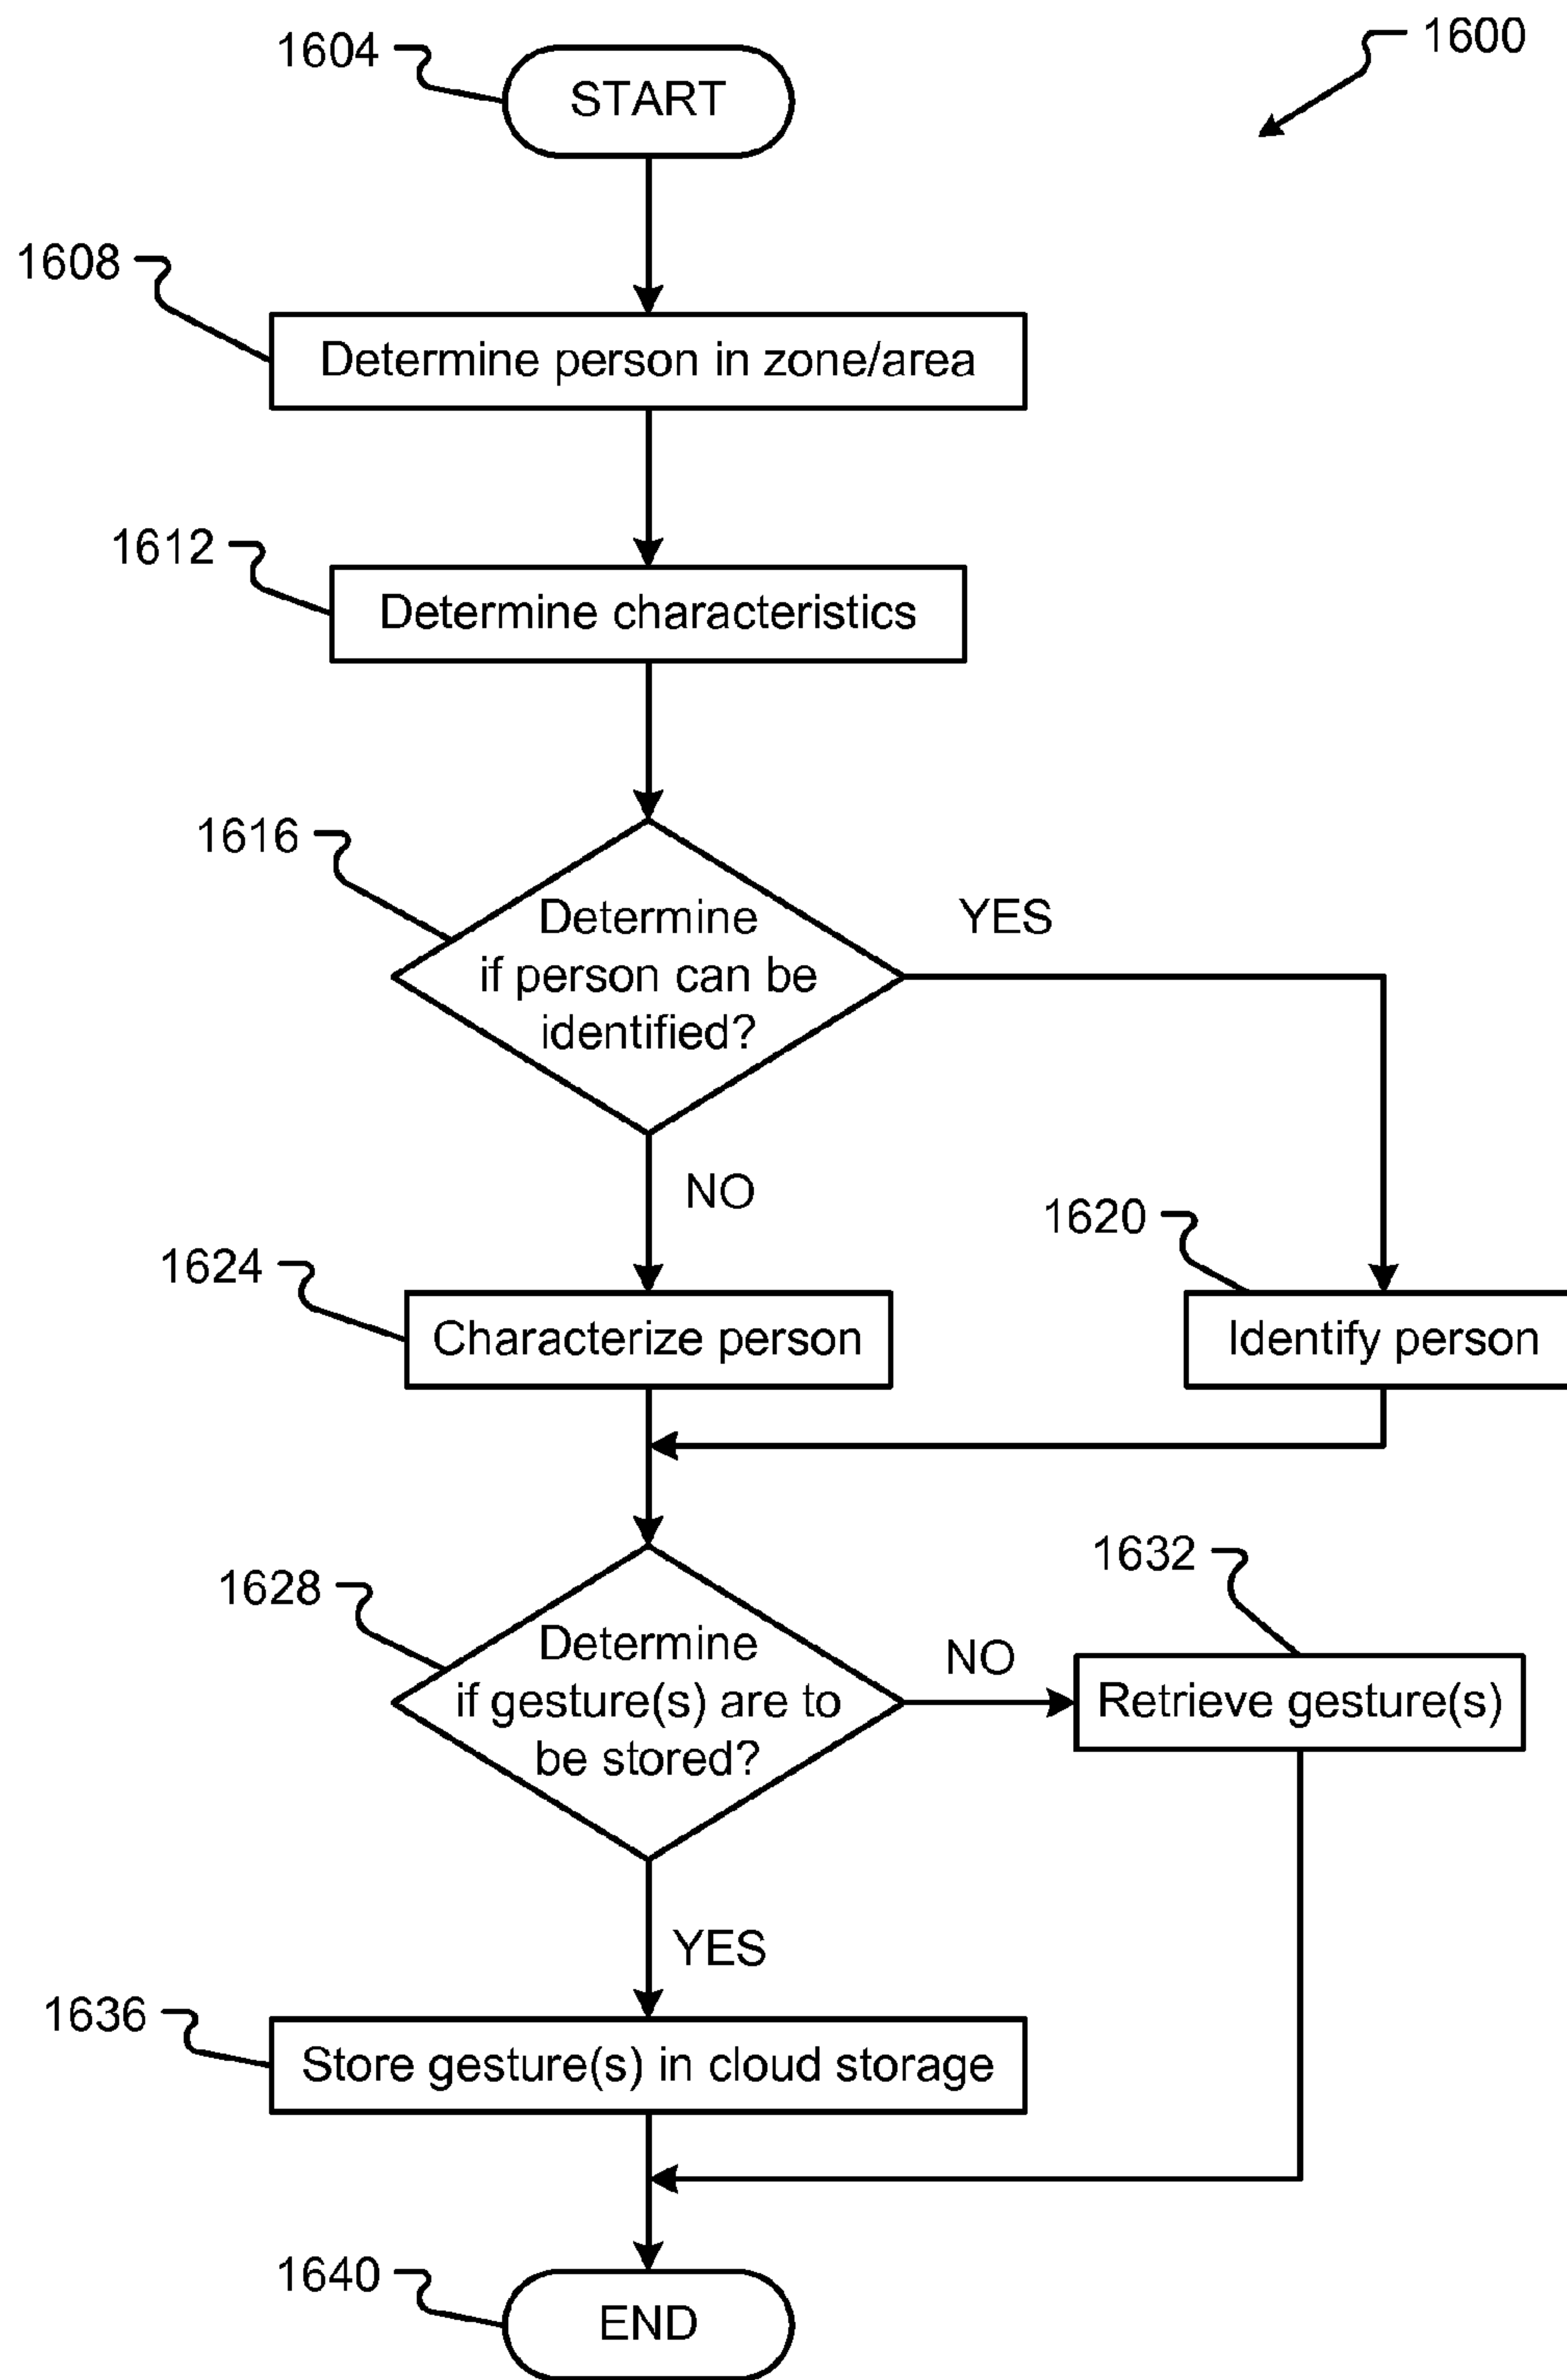 1600
1604
START
1608
Determine person in zone/area
1612
Determine characteristics
1616
Determine
if person can be
identified?
YES
NO
1620
1624
Characterize person
Identify person
1628
Determine
if gesture(s) are to
be stored?
NO
1632
Retrieve gesture(s)
YES
1636
Store gesture(s) in cloud storage
1640
END